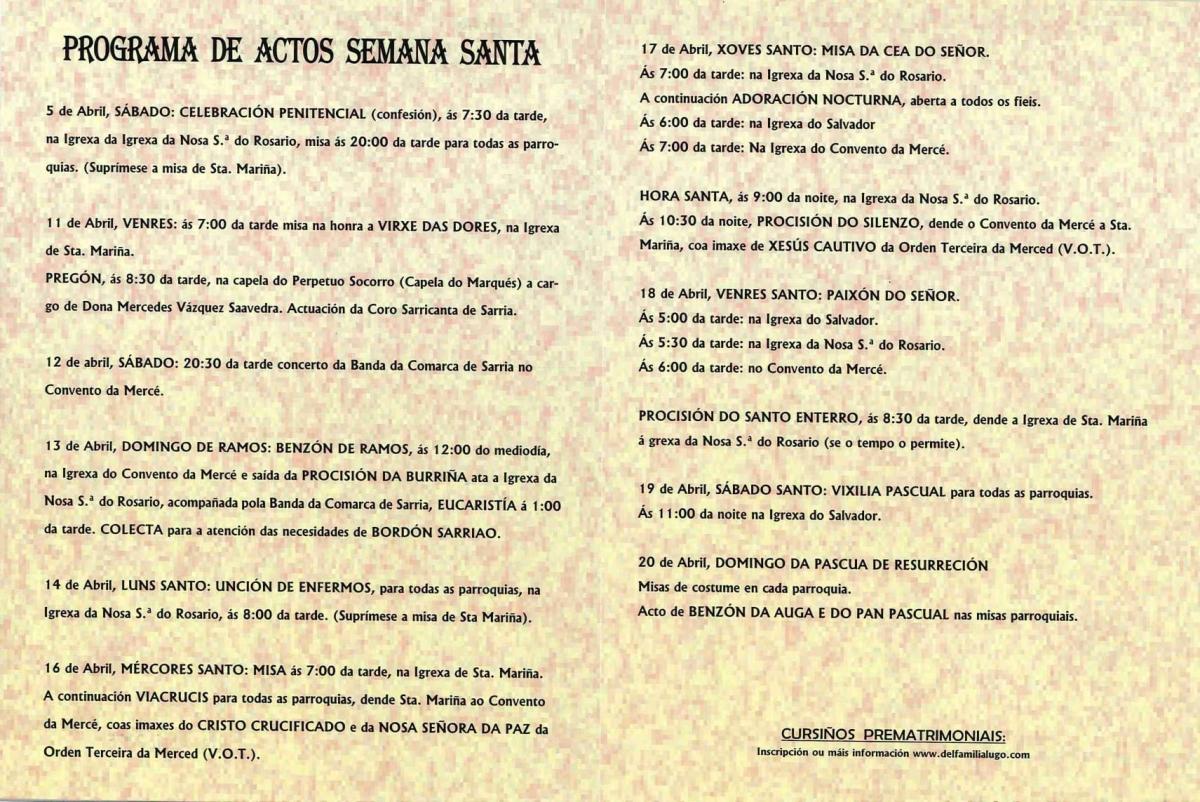 PROGRAMA DE ACTOS SEMANA SANTA
5 de Abril, SÁBADO: CELEBRACIÓN PENITENCIAL (confesión), ás 7:30 da tarde,
na Igrexa da Igrexa da Nosa S.ª do Rosario, misa ás 20:00 da tarde para todas as parro-
quias. (Suprímese a misa de Sta. Mariña).
11 de Abril, VENRES: ás 7:00 da tarde misa na honra a VIRXE DAS DORES, na Igrexa
de Sta. Mariña.
PREGÓN, ás 8:30 da tarde, na capela do Perpetuo Socorro (Capela do Marqués) a car-
go de Dona Mercedes Vázquez Saavedra. Actuación da Coro Sarricanta de Sarria.
12 de abril, SÁBADO: 20:30 da tarde concerto da Banda da Comarca de Sarria no
Convento da Mercé.
13 de Abril, DOMINGO DE RAMOS: BENZÓN DE RAMOS, ás 12:00 do mediodía,
na Igrexa do Convento da Mercé e saída da PROCISIÓN DA BURRIÑA ata a Igrexa da
Nosa S.ª do Rosario, acompañada pola Banda da Comarca de Sarria, EUCARISTÍA á 1:00
da tarde. COLECTA para a atención das necesidades de BORDÓN SARRIAO.
14 de Abril, LUNS SANTO: UNCIÓN DE ENFERMOS, para todas as parroquias, na
Igrexa da Nosa S.ª do Rosario, ás 8:00 da tarde. (Suprímese a misa de Sta Mariña).
16 de Abril, MÉRCORES SANTO: MISA ás 7:00 da tarde, na Igrexa de Sta. Mariña.
A continuación VIACRUCIS para todas as parroquias, dende Sta. Mariña ao Convento
da Mercé, coas imaxes do CRISTO CRUCIFICADO e da NOSA SEÑORA DA PAZ da
Orden Terceira da Merced (V.O.T.).
17 de Abril, XOVES SANTO: MISA DA CEA DO SEÑOR.
Ás 7:00 da tarde: na Igrexa da Nosa S.ª do Rosario.
A continuación ADORACIÓN NOCTURNA, aberta a todos os fieis.
Ás 6:00 da tarde: na Igrexa do Salvador
Ás 7:00 da tarde: Na Igrexa do Convento da Mercé.
HORA SANTA, ás 9:00 da noite, na Igrexa da Nosa S.ª do Rosario.
Ás 10:30 da noite, PROCISIÓN DO SILENZO, dende o Convento da Mercé a Sta.
Mariña, coa imaxe de XESÚS CAUTIVO da Orden Terceira da Merced (V.O.T.).
18 de Abril, VENRES SANTO: PAIXÓN DO SEÑOR.
Ás 5:00 da tarde: na Igrexa do Salvador.
Ás 5:30 da tarde: na Igrexa da Nosa S.ª do Rosario.
Ás 6:00 da tarde: no Convento da Mercé.
PROCISIÓN DO SANTO ENTERRO, ás 8:30 da tarde, dende a Igrexa de Sta. Mariña
á grexa da Nosa S.ª do Rosario (se o tempo o permite).
19 de Abril, SÁBADO SANTO: VIXILIA PASCUAL para todas as parroquias.
Ás 11:00 da noite na Igrexa do Salvador.
20 de Abril, DOMINGO DA PASCUA DE RESURRECIÓN
Misas de costume en cada parroquia.
Acto de BENZÓN DA AUGA E DO PAN PASCUAL nas misas parroquiais.
CURSIÑOS PREMATRIMONIAIS:
Inscripción ou máis información www.delfamilialugo.com